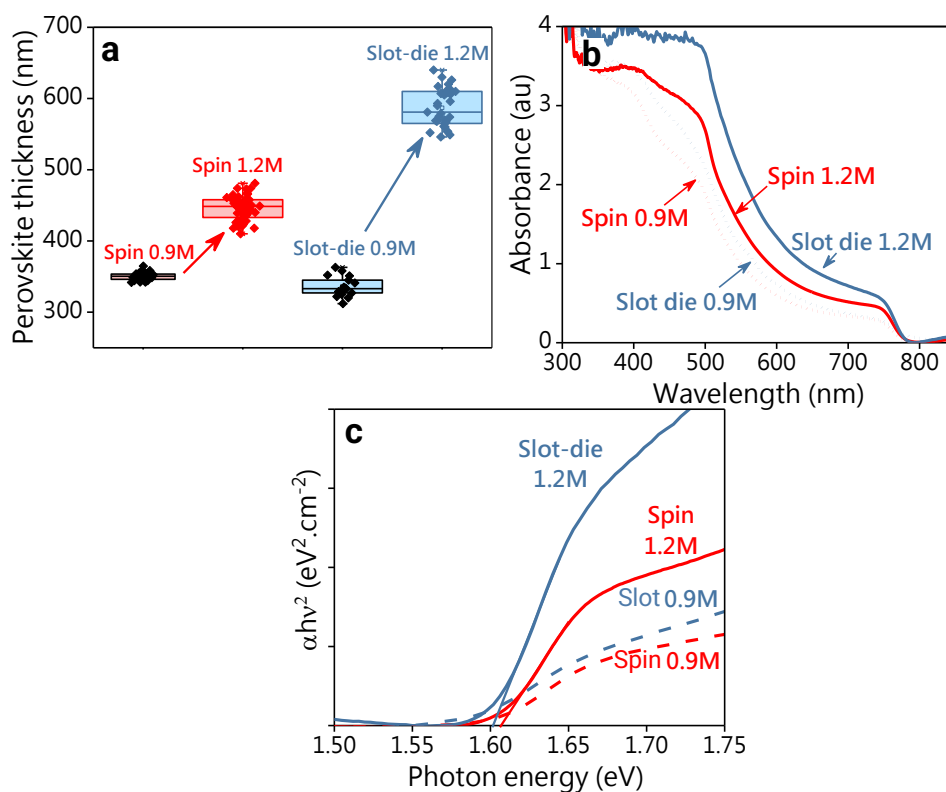 a
Perovskite thickness (nm)
700
600
500
400
300
Spin 0.9M
Spin 1.2M
Slot-die 0.9M
Slot-die 1.2M
b
Absorbance (au)
4
3
2
1
0
Spin 0.9M
Spin 1.2M
Slot die 1.2M
Slot die 0.9M
300 400 500 600 700 800
Wavelength (nm)
c
αhν² (eV².cm⁻²)
Slot-die
1.2M
Spin
1.2M
Slot 0.9M
Spin 0.9M
1.50 1.55 1.60 1.65 1.70 1.75
Photon energy (eV)